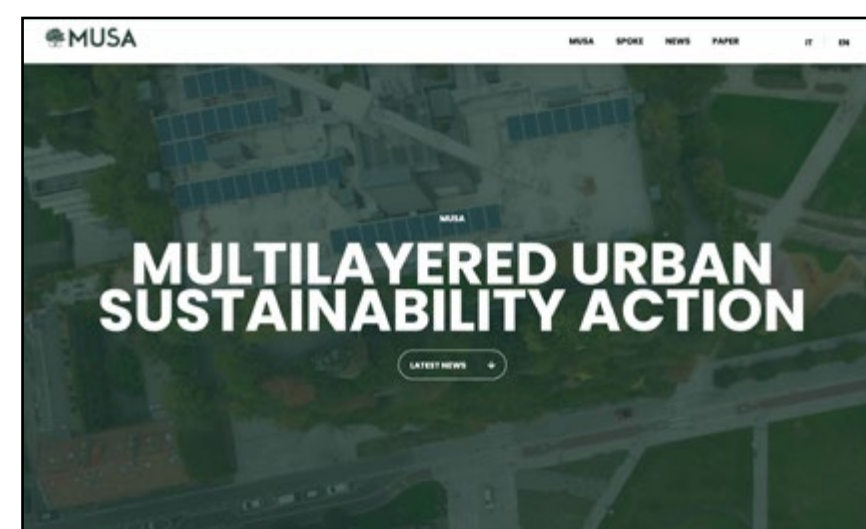 MUSA
MUSA SPOKE NEWS PAPER IT EN
MUSA
MULTILAYERED URBAN
SUSTAINABILITY ACTION
LATEST NEWS